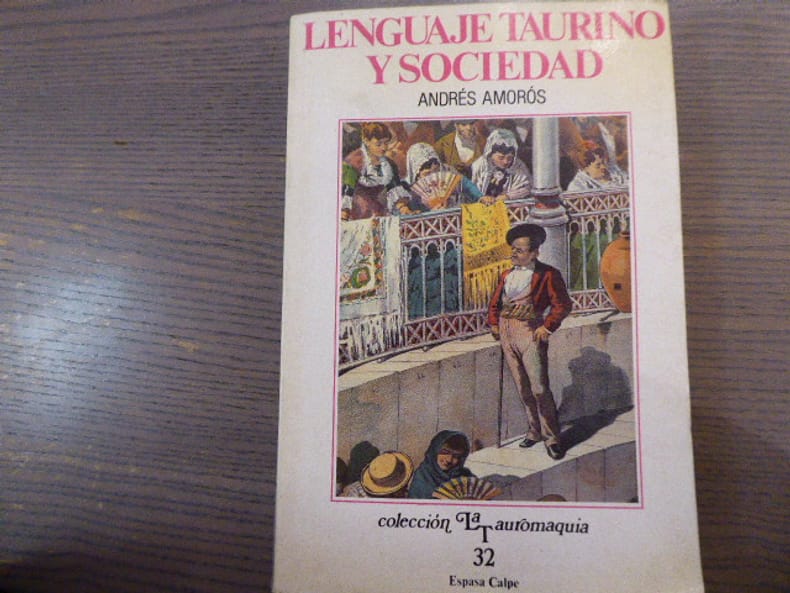 LENGUAJE TAURINO
Y SOCIEDAD
ANDRÉS AMORÓS
colección La Tauromaquia
32
Espasa Calpe